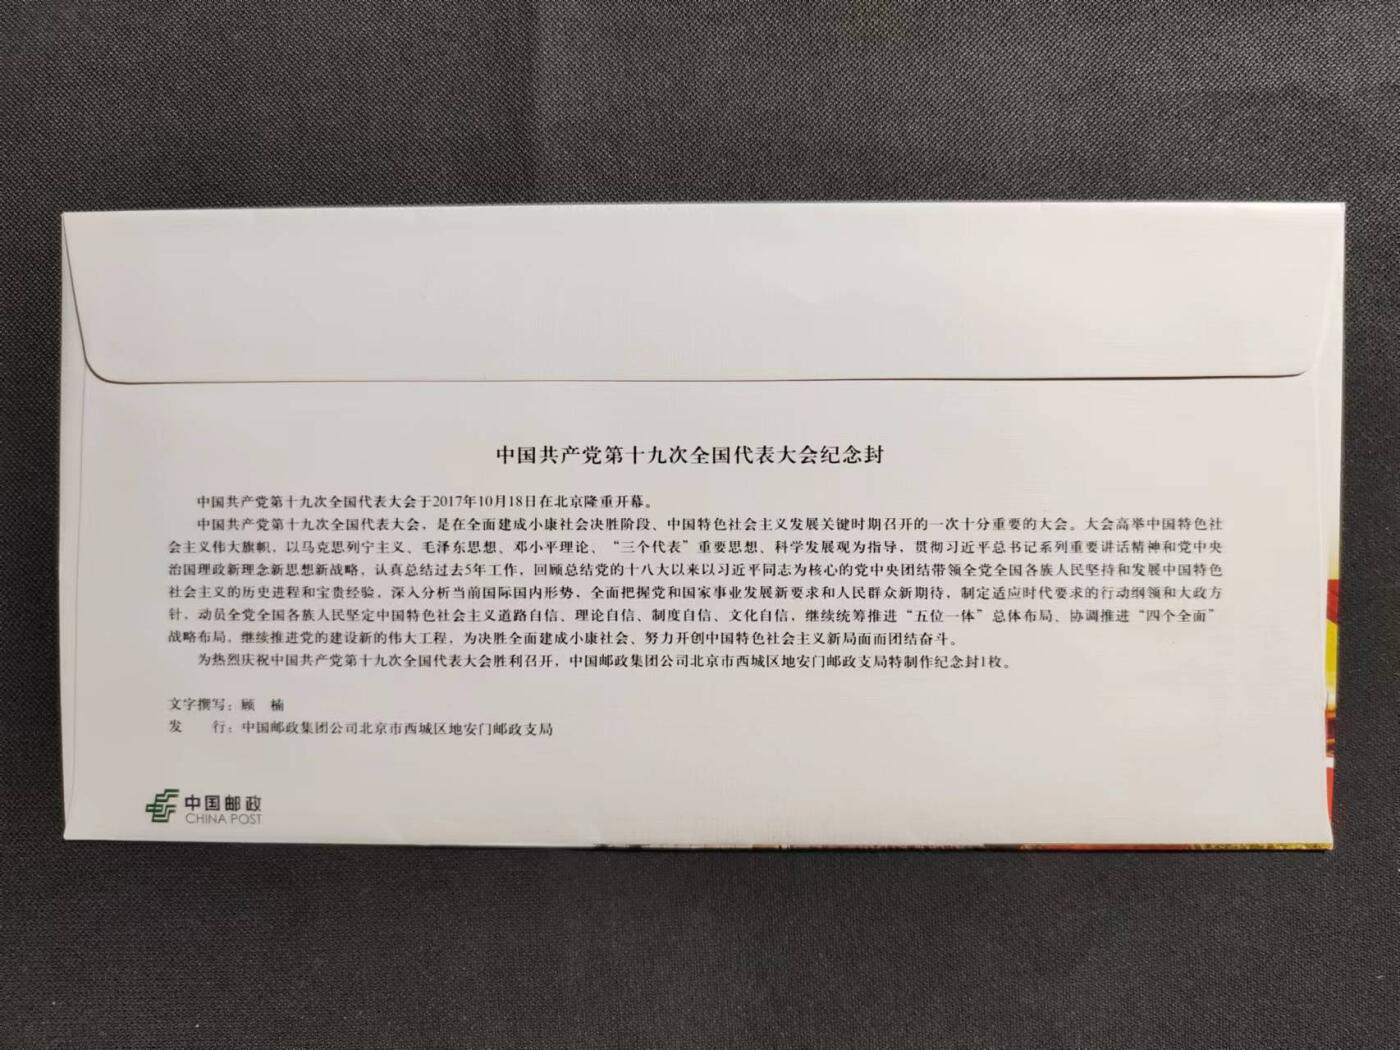 中国共产党第十九次全国代表大会纪念封
中国共产党第十九次全国代表大会于2017年10月18日在北京隆重开幕。
中国共产党第十九次全国代表大会，是在全面建成小康社会决胜阶段、中国特色社会主义发展关键时期召开的一次十分重要的大会。大会高举中国特色社
会主义伟大旗帜，以马克思列宁主义、毛泽东思想、邓小平理论、“三个代表”重要思想、科学发展观为指导，贯彻习近平总书记系列重要讲话精神和党中央
治国理政新理念新思想新战略，认真总结过去5年工作，回顾总结党的十八大以来以习近平同志为核心的党中央团结带领全党全国各族人民坚持和发展中国特色
社会主义的历史进程和宝贵经验，深入分析当前国际国内形势，全面把握党和国家事业发展新要求和人民群众新期待，制定适应时代要求的行动纲领和大政方
针，动员全党全国各族人民坚定中国特色社会主义道路自信、理论自信、制度自信、文化自信，继续统筹推进“五位一体”总体布局、协调推进“四个全面”
战略布局，继续推进党的建设新的伟大工程，为决胜全面建成小康社会、努力开创中国特色社会主义新局面而团结奋斗。
为热烈庆祝中国共产党第十九次全国代表大会胜利召开，中国邮政集团公司北京市西城区地安门邮政支局特制作纪念封1枚。
文字撰写：顾　楠
发　　行：中国邮政集团公司北京市西城区地安门邮政支局
中国邮政
CHINA POST